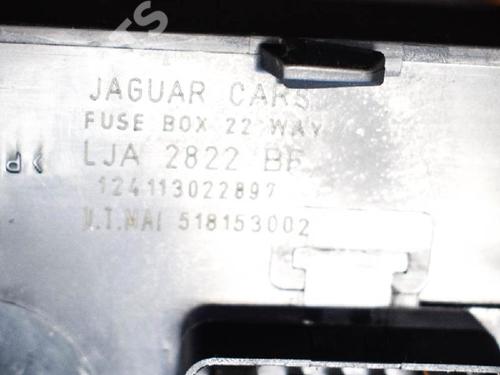 JAGUAR CARS
FUSE BOX 22 WAY
LJA 2822 BF
124113022897
M.T.MAI 518153002